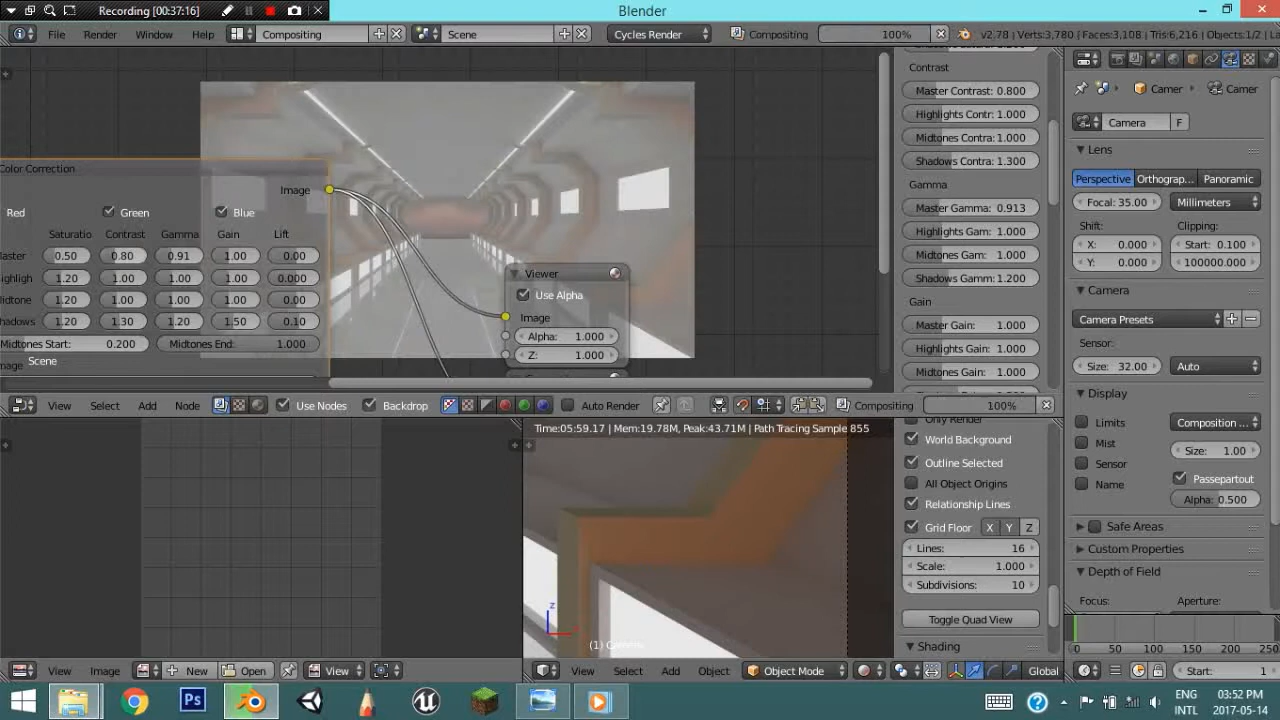 Recording [00:37:16]
Blender
File Render Window Help Compositing Scene Cycles Render Compositing 100% v2.78 | Verts:3,780 | Faces:3,108 | Tris:6,216 | Objects:1/2 | La
Contrast
Master Contrast: 0.800
Highlights Contr: 1.000
Midtones Contra: 1.000
Shadows Contra: 1.300
Gamma
Master Gamma: 0.913
Highlights Gam: 1.000
Midtones Gam: 1.000
Shadows Gamm: 1.200
Gain
Master Gain: 1.000
Highlights Gain: 1.000
Midtones Gain: 1.000
Camer Camer
Camera F
Lens
Perspective Orthograp... Panoramic
Focal: 35.00 Millimeters
Shift: Clipping:
X: 0.000 Start: 0.100
Y: 0.000 100000.000
Camera
Camera Presets
Sensor:
Size: 32.00 Auto
Display
Limits Composition ...
Mist Size: 1.00
Sensor Passepartout
Name Alpha: 0.500
Safe Areas
Custom Properties
Depth of Field
Focus: Aperture:
Color Correction
Image
Red Green Blue
Saturatio Contrast Gamma Gain Lift
aster 0.50 0.80 0.91 1.00 0.00
Highligh 1.20 1.00 1.00 1.00 0.000
Midtone 1.20 1.00 1.00 1.00 0.00
Shadows 1.20 1.30 1.20 1.50 0.10
Midtones Start: 0.200 Midtones End: 1.000
Scene
Viewer
Use Alpha
Image
Alpha: 1.000
Z: 1.000
View Select Add Node Use Nodes Backdrop Auto Render Compositing 100%
Time:05:59.17 | Mem:19.78M, Peak:43.71M | Path Tracing Sample 855
Only Render
World Background
Outline Selected
All Object Origins
Relationship Lines
Grid Floor X Y Z
Lines: 16
Scale: 1.000
Subdivisions: 10
Toggle Quad View
Shading
z
0 50 100 150 200 250
View Image New Open View
View Select Add Object Object Mode Global
Start: 1
Ps
ENG
INTL
03:52 PM
2017-05-14